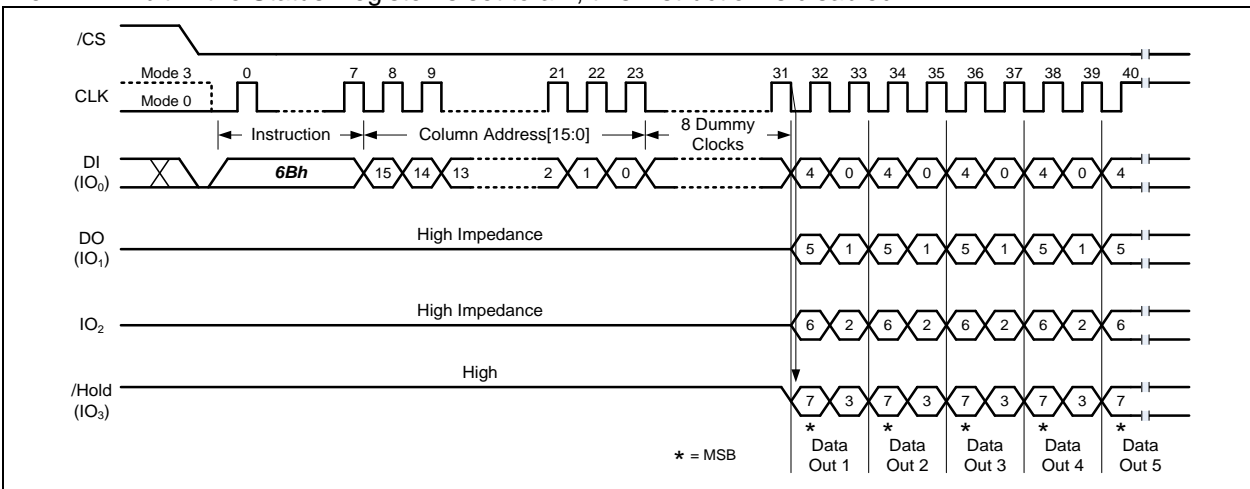 /CS
Mode 3 0 7 8 9 21 22 23 31 32 33 34 35 36 37 38 39 40
CLK
Mode 0
Instruction Column Address[15:0] 8 Dummy
Clocks
DI
(IO0)
6Bh 15 14 13 2 1 0 4 0 4 0 4 0 4 0 4
High Impedance
DO
(IO1)
5 1 5 1 5 1 5 1 5
High Impedance
IO2
6 2 6 2 6 2 6 2 6
High
/Hold
(IO3)
7 3 7 3 7 3 7 3 7
* * * * *
* = MSB
Data Data Data Data Data
Out 1 Out 2 Out 3 Out 4 Out 5